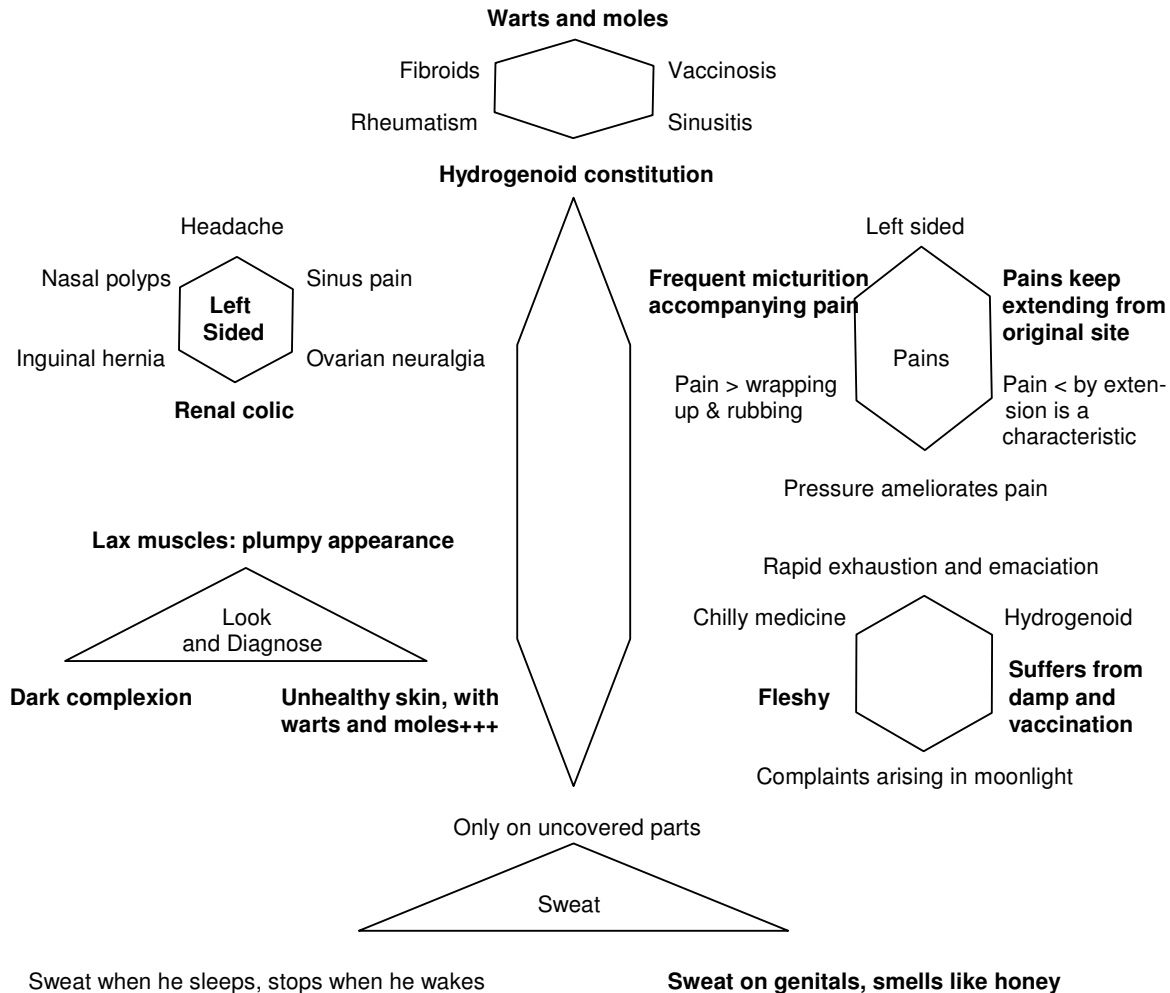 Warts and moles
Fibroids
Vaccinosis
Rheumatism
Sinusitis
Hydrogenoid constitution
Headache
Nasal polyps
Sinus pain
Left
Sided
Inguinal hernia
Ovarian neuralgia
Renal colic
Left sided
Frequent micturition
accompanying pain
Pains keep
extending from
original site
Pains
Pain > wrapping
up & rubbing
Pain < by exten-
sion is a
characteristic
Pressure ameliorates pain
Lax muscles: plumpy appearance
Look
and Diagnose
Dark complexion
Unhealthy skin, with
warts and moles+++
Rapid exhaustion and emaciation
Chilly medicine
Hydrogenoid
Fleshy
Suffers from
damp and
vaccination
Complaints arising in moonlight
Only on uncovered parts
Sweat
Sweat when he sleeps, stops when he wakes
Sweat on genitals, smells like honey